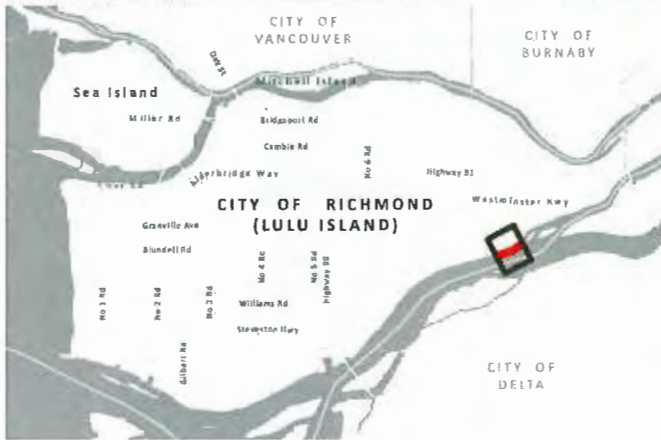 CITY OF
VANCOUVER
CITY OF
BURNABY
Oak St
Mitchell Island
Sea Island
Miller Rd
Bridgeport Rd
Cambie Rd
No 6 Rd
Highway 91
Alderbridge Way
Westminster Hwy
CITY OF RICHMOND
(LULU ISLAND)
Granville Ave
Blundell Rd
No 1 Rd
No 2 Rd
No 3 Rd
No 4 Rd
No 5 Rd
Highway 99
Williams Rd
Steveston Hwy
Gilbert Rd
CITY OF
DELTA